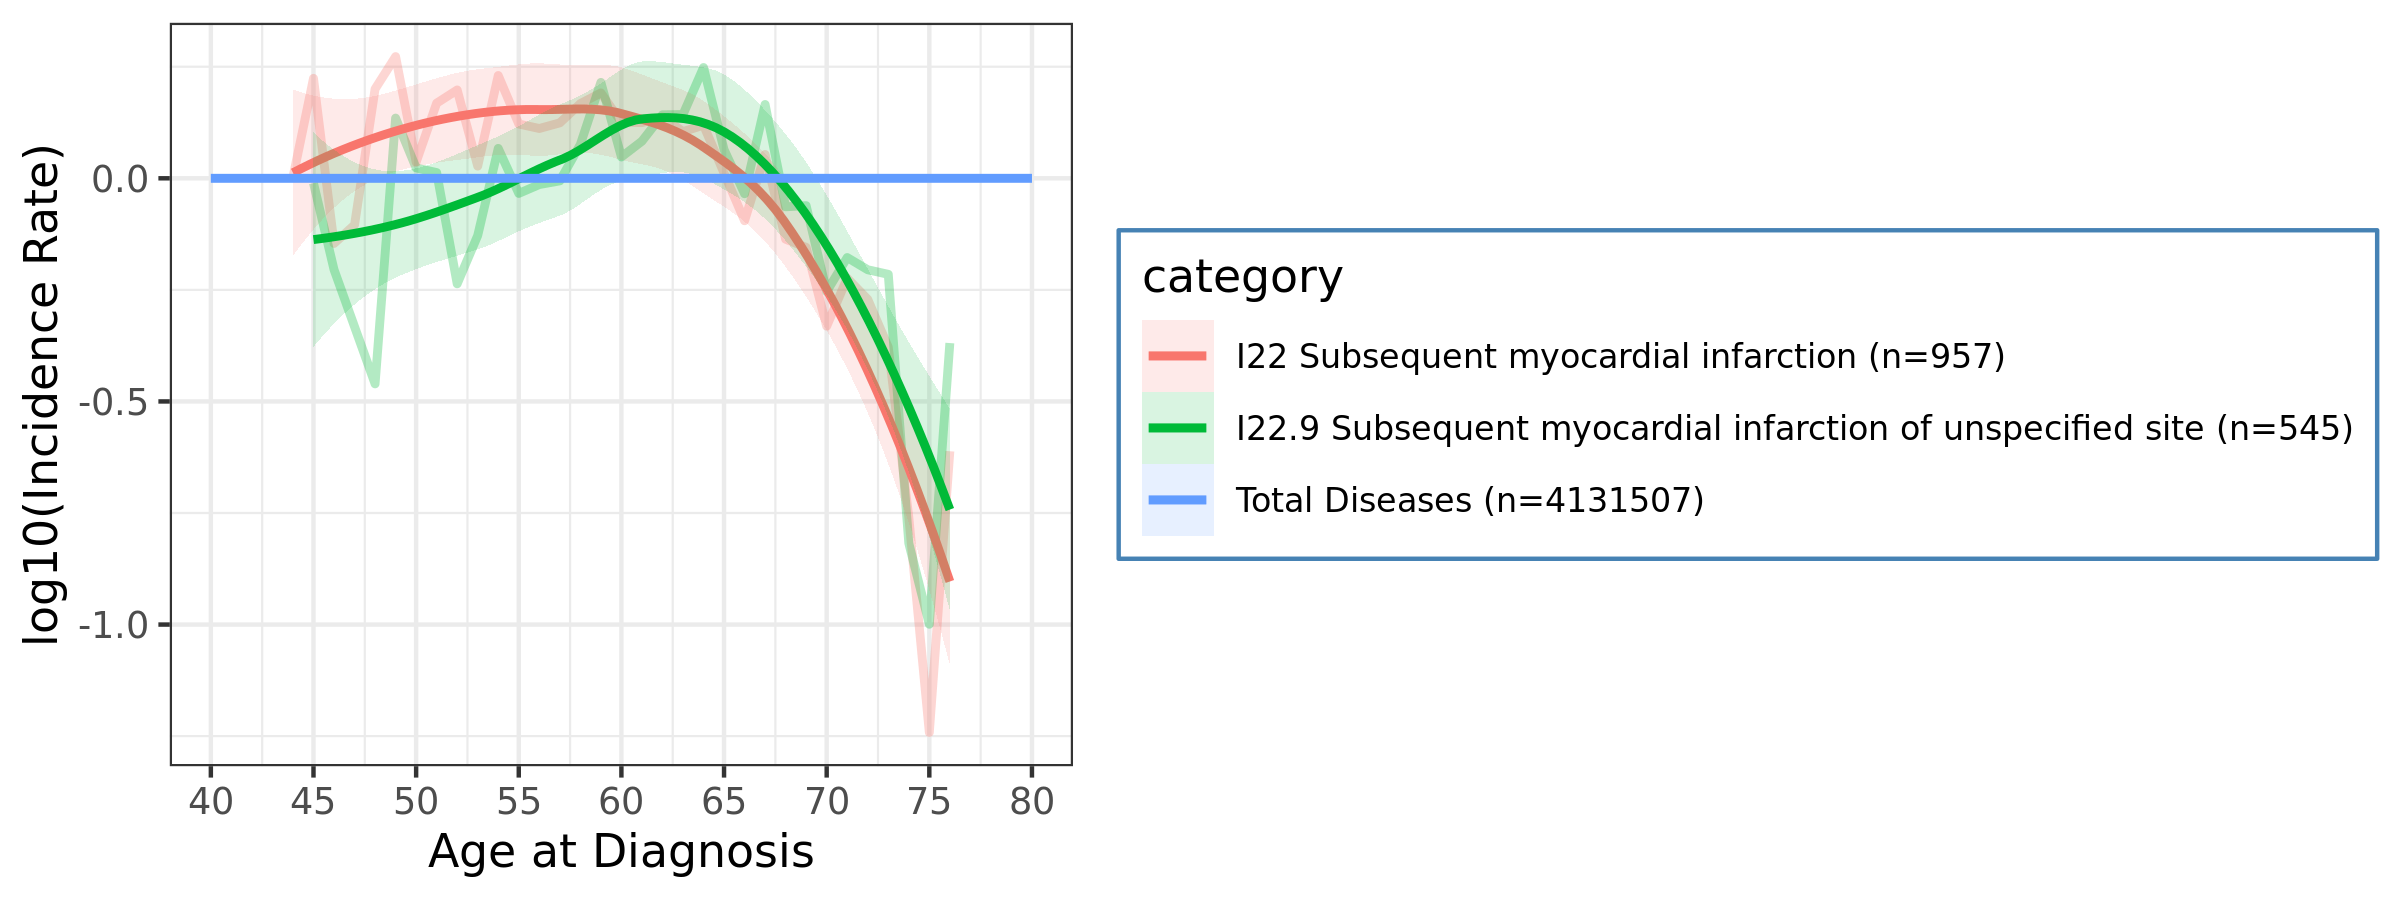 log10(Incidence Rate)
0.0
-0.5
-1.0
40 45 50 55 60 65 70 75 80
Age at Diagnosis
category
I22 Subsequent myocardial infarction (n=957)
I22.9 Subsequent myocardial infarction of unspecified site (n=545)
Total Diseases (n=4131507)